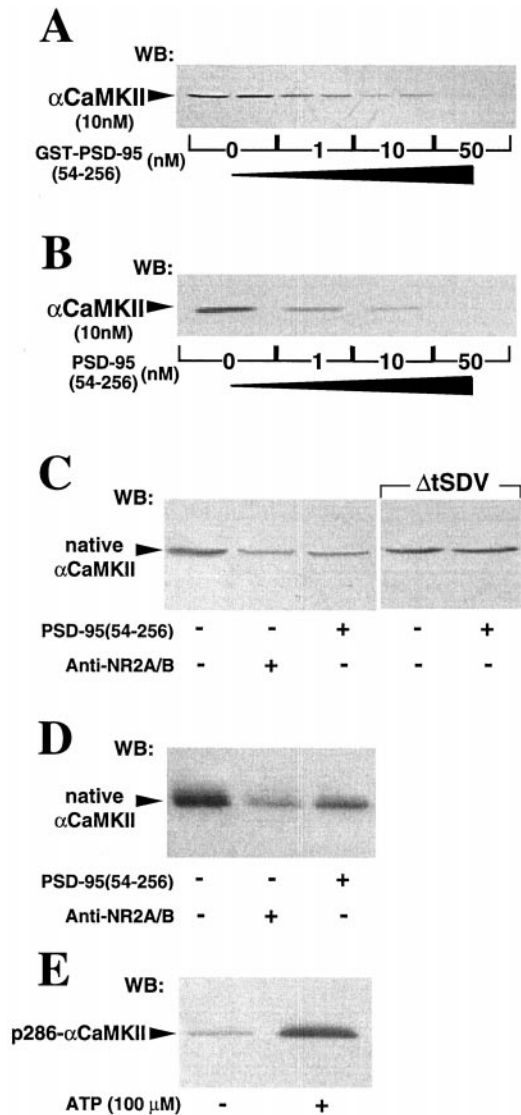 A
WB:
αCaMKII
(10nM)
GST-PSD-95 (nM) 0 1 10 50
(54-256)
B
WB:
αCaMKII
(10nM)
PSD-95 (nM) 0 1 10 50
(54-256)
C
ΔtSDV
WB:
native
αCaMKII
PSD-95(54-256) - - + - +
Anti-NR2A/B - + - - -
D
WB:
native
αCaMKII
PSD-95(54-256) - - +
Anti-NR2A/B - + -
E
WB:
p286-αCaMKII
ATP (100 μM) - +